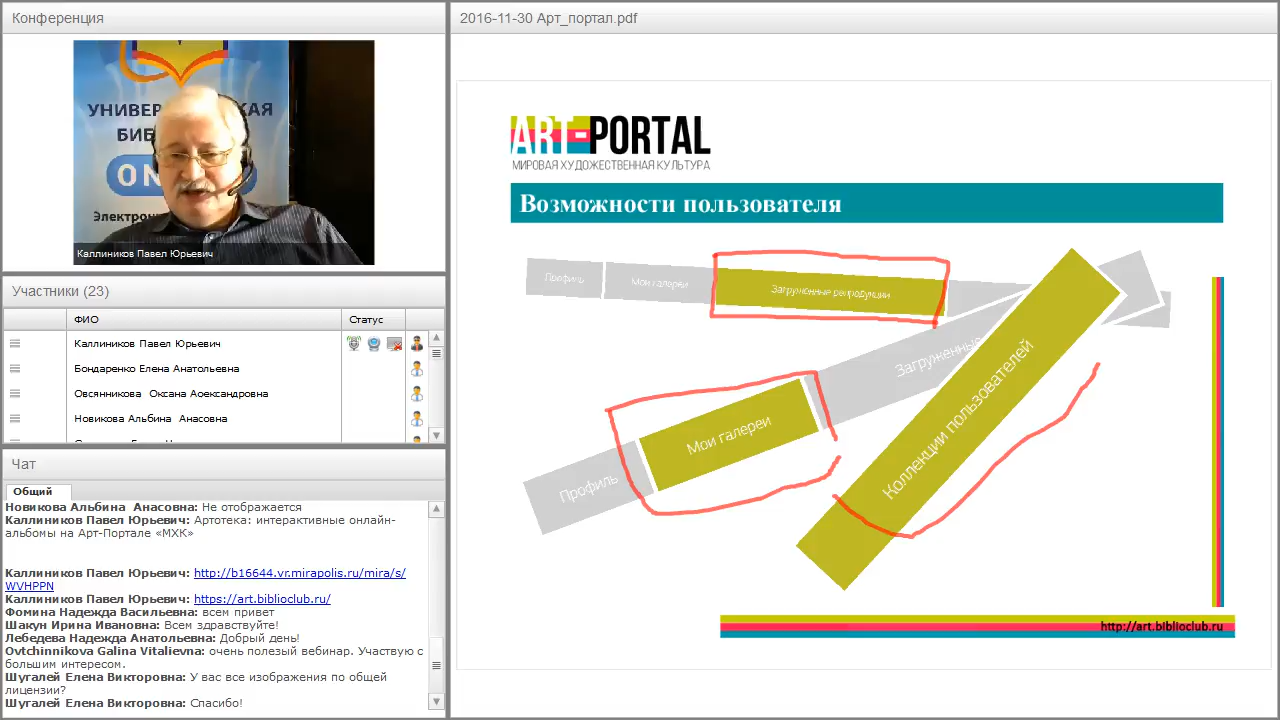 Конференция
УНИВЕР КАЯ
БИБ
ON
Электрон
Каллиников Павел Юрьевич
Участники (23)
ФИО Статус
Каллиников Павел Юрьевич
Бондаренко Елена Анатольевна
Овсянникова Оксана Аоександровна
Новикова Альбина Анасовна
Чат
Общий
Новикова Альбина Анасовна: Не отображается
Каллиников Павел Юрьевич: Артотека: интерактивные онлайн-
альбомы на Арт-Портале «МХК»
Каллиников Павел Юрьевич: http://b16644.vr.mirapolis.ru/mira/s/
WVHPPN
Каллиников Павел Юрьевич: https://art.biblioclub.ru/
Фомина Надежда Васильевна: всем привет
Шакун Ирина Ивановна: Всем здравствуйте!
Лебедева Надежда Анатольевна: Добрый день!
Ovtchinnikova Galina Vitalievna: очень полезый вебинар. Участвую с
большим интересом.
Шугалей Елена Викторовна: У вас все изображения по общей
лицензии?
Шугалей Елена Викторовна: Спасибо!
2016-11-30 Арт_портал.pdf
ART-PORTAL
МИРОВАЯ ХУДОЖЕСТВЕННАЯ КУЛЬТУРА
Возможности пользователя
Профиль Мои галереи Загруженные репродукции
Профиль Мои галереи Загруженные
Коллекции пользователей
http://art.biblioclub.ru